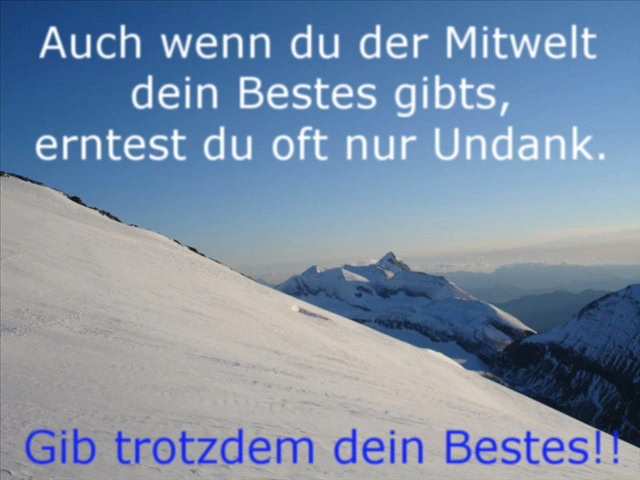 Auch wenn du der Mitwelt
dein Bestes gibts,
erntest du oft nur Undank.
Gib trotzdem dein Bestes!!